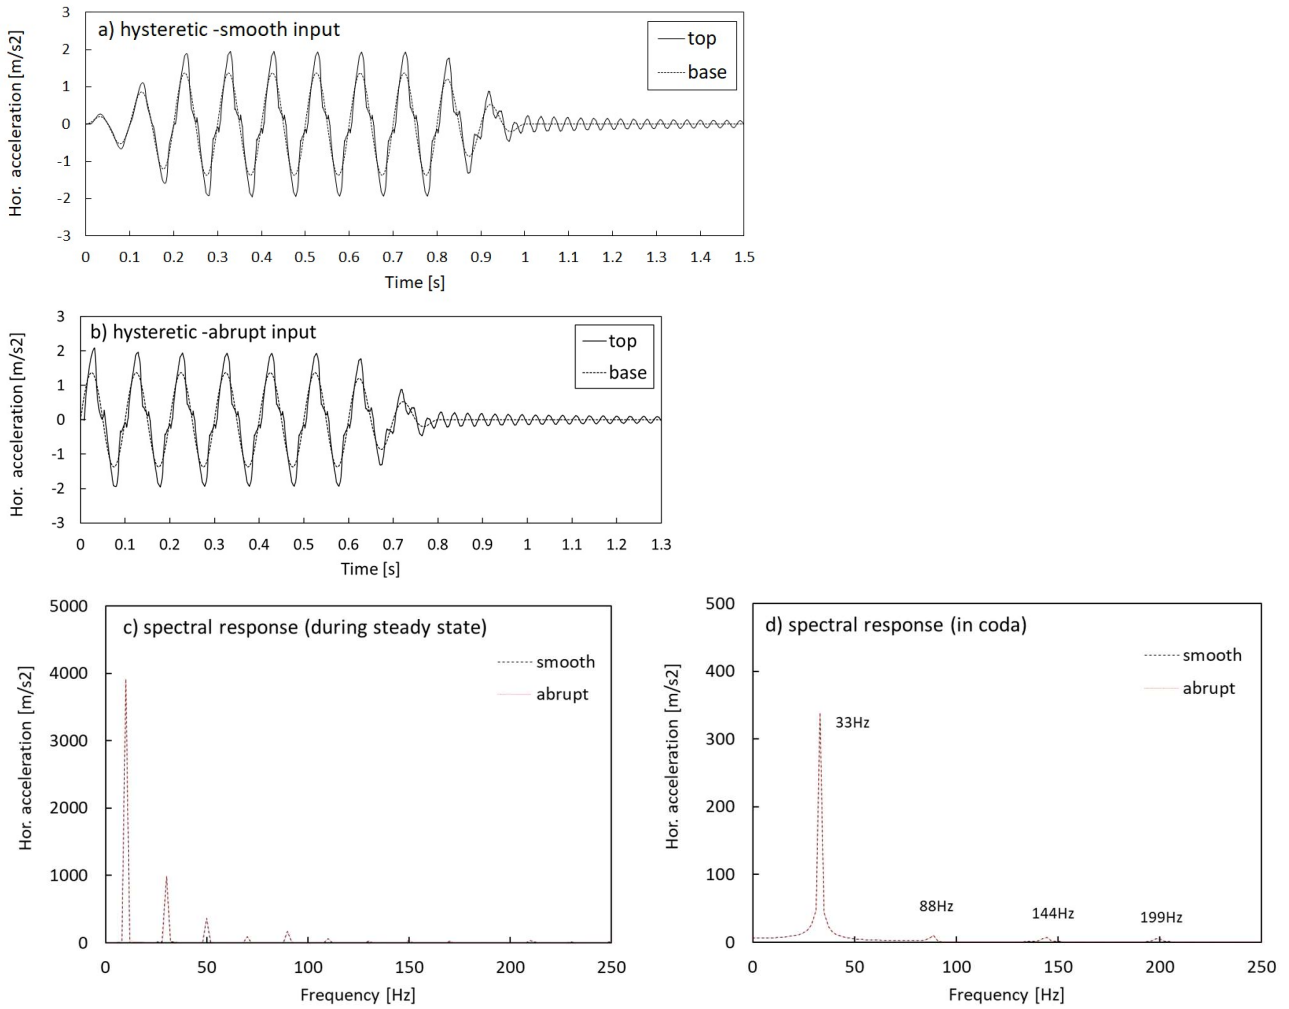 a) hysteretic -smooth input
top
base
Hor. acceleration [m/s2]
3
2
1
0
-1
-2
-3
0 0.1 0.2 0.3 0.4 0.5 0.6 0.7 0.8 0.9 1 1.1 1.2 1.3 1.4 1.5
Time [s]
b) hysteretic -abrupt input
top
base
Hor. acceleration [m/s2]
3
2
1
0
-1
-2
-3
0 0.1 0.2 0.3 0.4 0.5 0.6 0.7 0.8 0.9 1 1.1 1.2 1.3
Time [s]
c) spectral response (during steady state)
smooth
abrupt
Hor. acceleration [m/s2]
5000
4000
3000
2000
1000
0
0 50 100 150 200 250
Frequency [Hz]
d) spectral response (in coda)
smooth
abrupt
33Hz
88Hz
144Hz
199Hz
Hor. acceleration [m/s2]
500
400
300
200
100
0
0 50 100 150 200 250
Frequency [Hz]